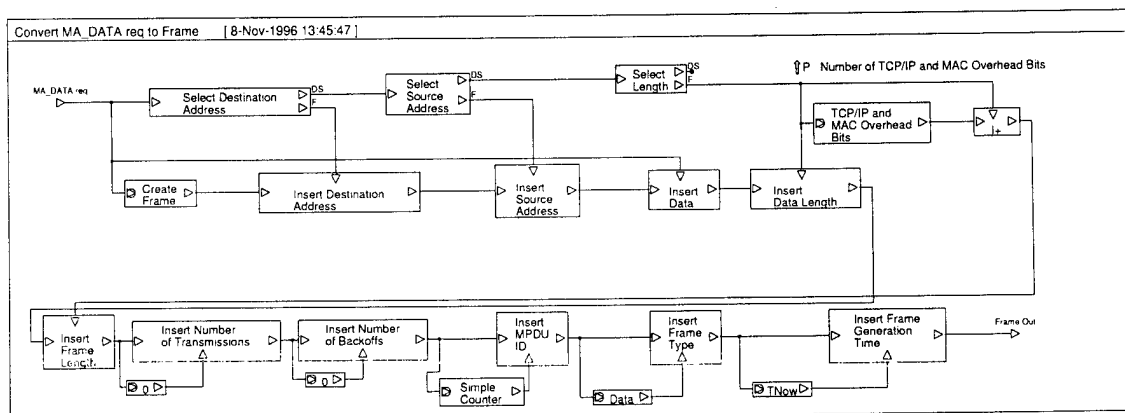 Convert MA_DATA req to Frame [ 8-Nov-1996 13:45:47 ]
MA_DATA req
Select Destination
Address
DS
F
Select
Source
Address
DS
F
Select
Length
DS
F
P Number of TCP/IP and MAC Overhead Bits
TCP/IP and
MAC Overhead
Bits
+
Create
Frame
Insert Destination
Address
Insert
Source
Address
Insert
Data
Insert
Data Length
Insert
Frame
Length
Insert Number
of Transmissions
0
Insert Number
of Backoffs
0
Insert
MPDU
ID
Simple
Counter
Insert
Frame
Type
Data
Insert Frame
Generation
Time
TNow
Frame Out